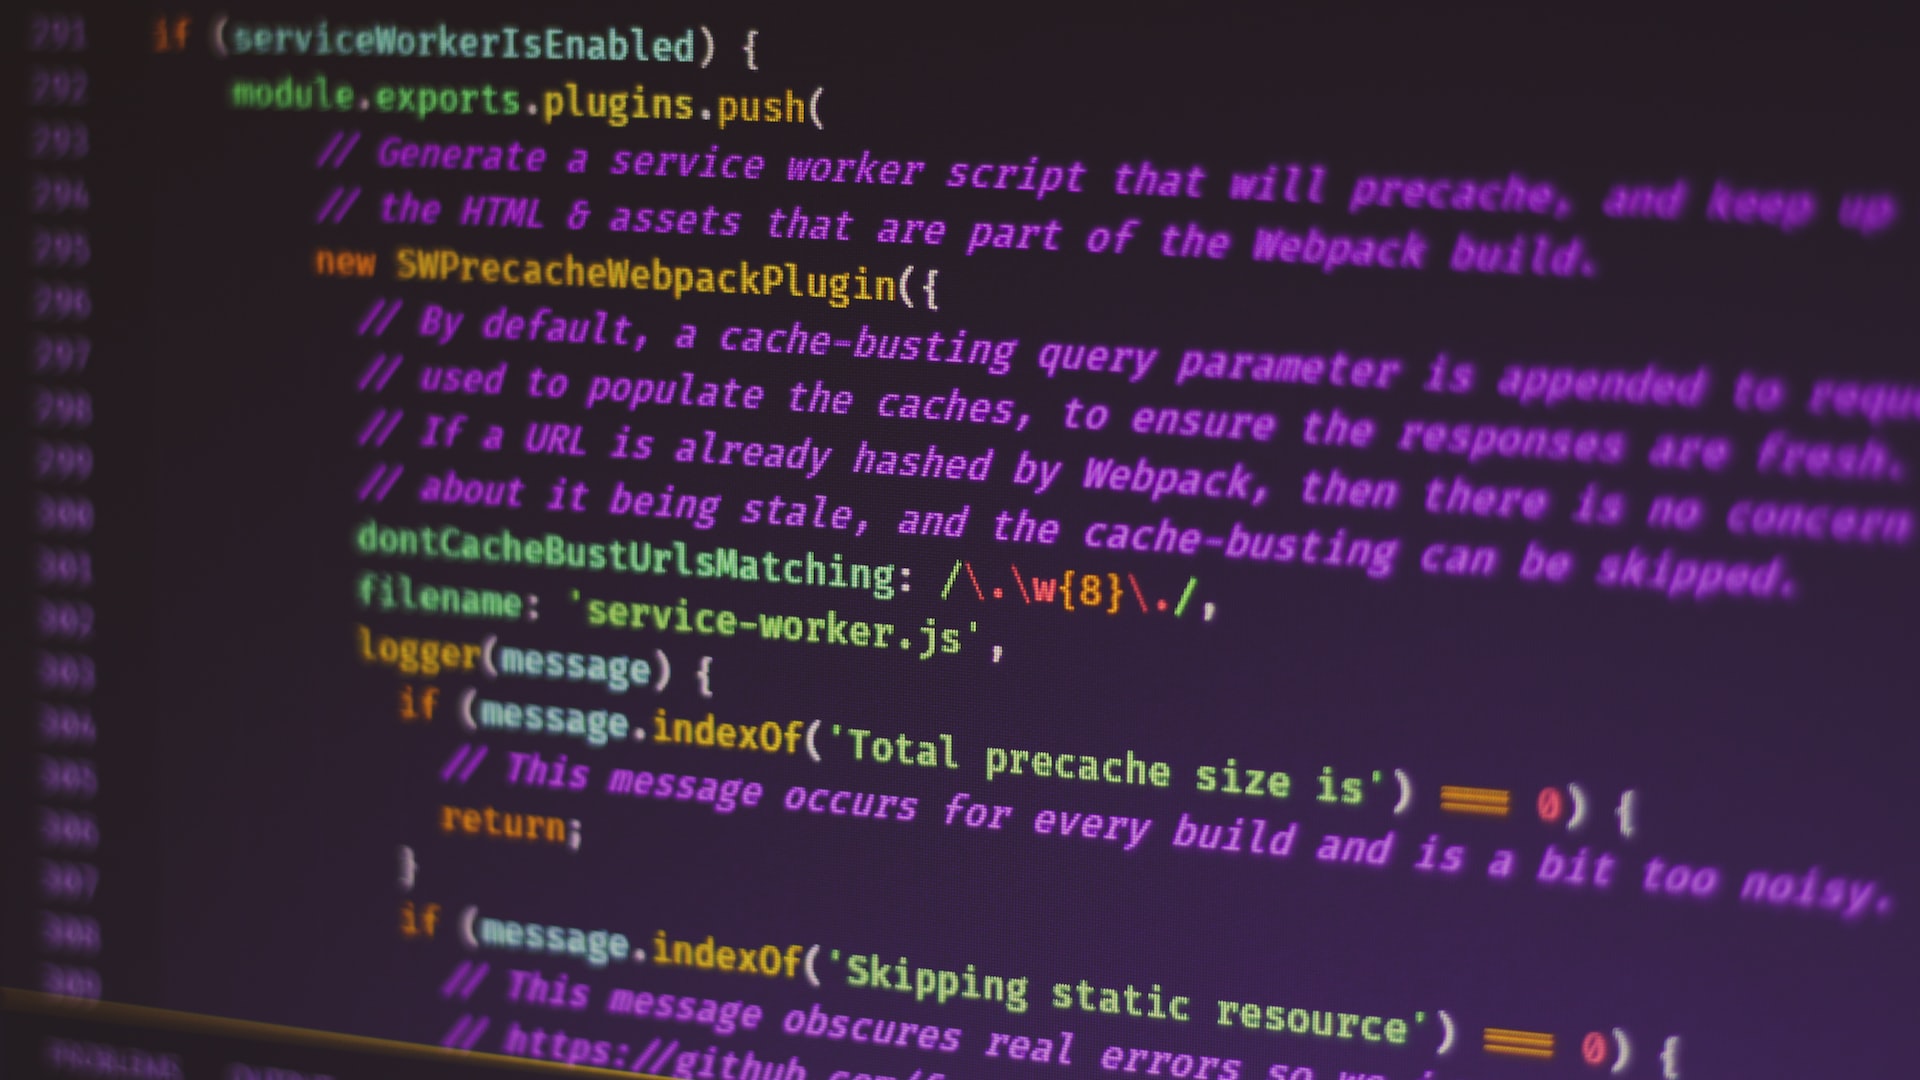 291 if (serviceWorkerIsEnabled) {
292 module.exports.plugins.push(
293 // Generate a service worker script that will precache, and keep up
294 // the HTML & assets that are part of the Webpack build.
295 new SWPrecacheWebpackPlugin({
296 // By default, a cache-busting query parameter is appended to reque
297 // used to populate the caches, to ensure the responses are fresh.
298 // If a URL is already hashed by Webpack, then there is no concern
299 // about it being stale, and the cache-busting can be skipped.
300 dontCacheBustUrlsMatching: /\.\w{8}\./,
301 filename: 'service-worker.js',
302 logger(message) {
303 if (message.indexOf('Total precache size is') === 0) {
304 // This message occurs for every build and is a bit too noisy.
305 return;
306 }
307 if (message.indexOf('Skipping static resource') === 0) {
308 // This message obscures real errors so we
309 // https://github.com/f
PROBLEMS OUTPUT